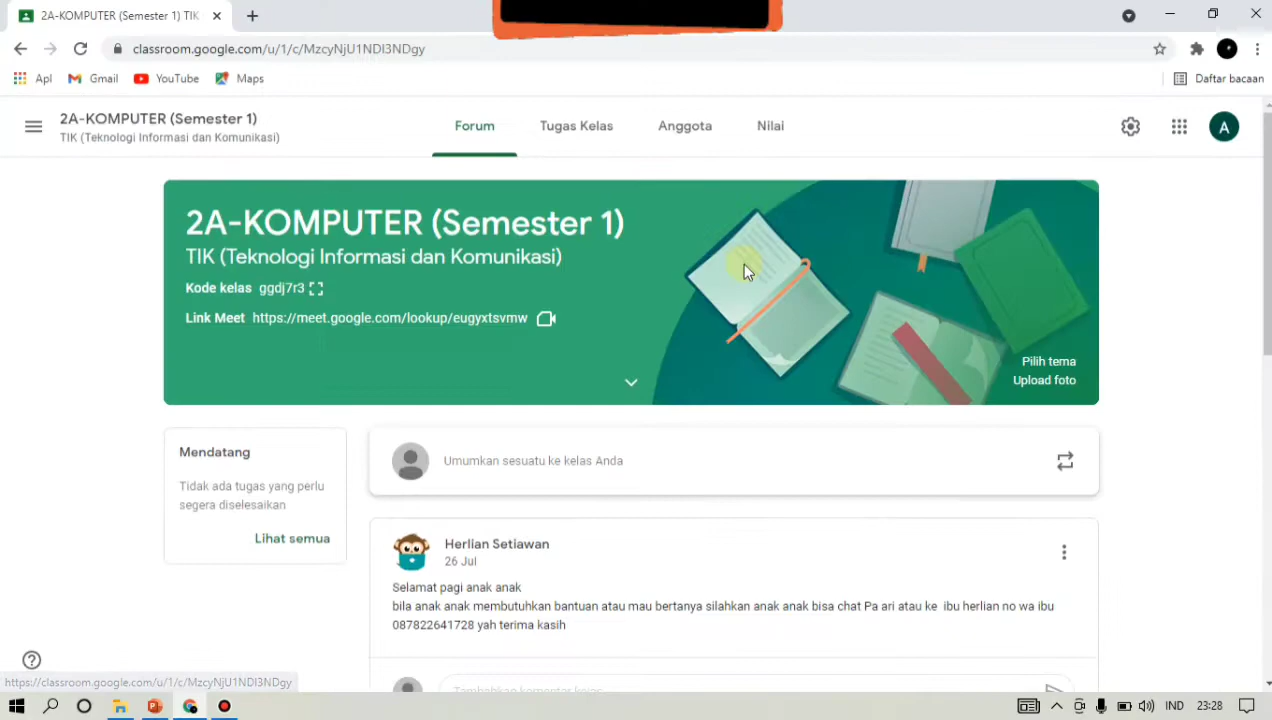 2A-KOMPUTER (Semester 1) TIK
classroom.google.com/u/1/c/MzcyNjU1NDI3NDgy
Apl
Gmail
YouTube
Maps
Daftar bacaan
2A-KOMPUTER (Semester 1)
TIK (Teknologi Informasi dan Komunikasi)
Forum
Tugas Kelas
Anggota
Nilai
A
2A-KOMPUTER (Semester 1)
TIK (Teknologi Informasi dan Komunikasi)
Kode kelas ggdj7r3
Link Meet https://meet.google.com/lookup/eugyxtsvmw
Pilih tema
Upload foto
Mendatang
Tidak ada tugas yang perlu
segera diselesaikan
Lihat semua
Umumkan sesuatu ke kelas Anda
Herlian Setiawan
26 Jul
Selamat pagi anak anak
bila anak anak membutuhkan bantuan atau mau bertanya silahkan anak anak bisa chat Pa ari atau ke ibu herlian no wa ibu
087822641728 yah terima kasih
Tambahkan komentar kelas
https://classroom.google.com/u/1/c/MzcyNjU1NDI3NDgy
IND
23:28